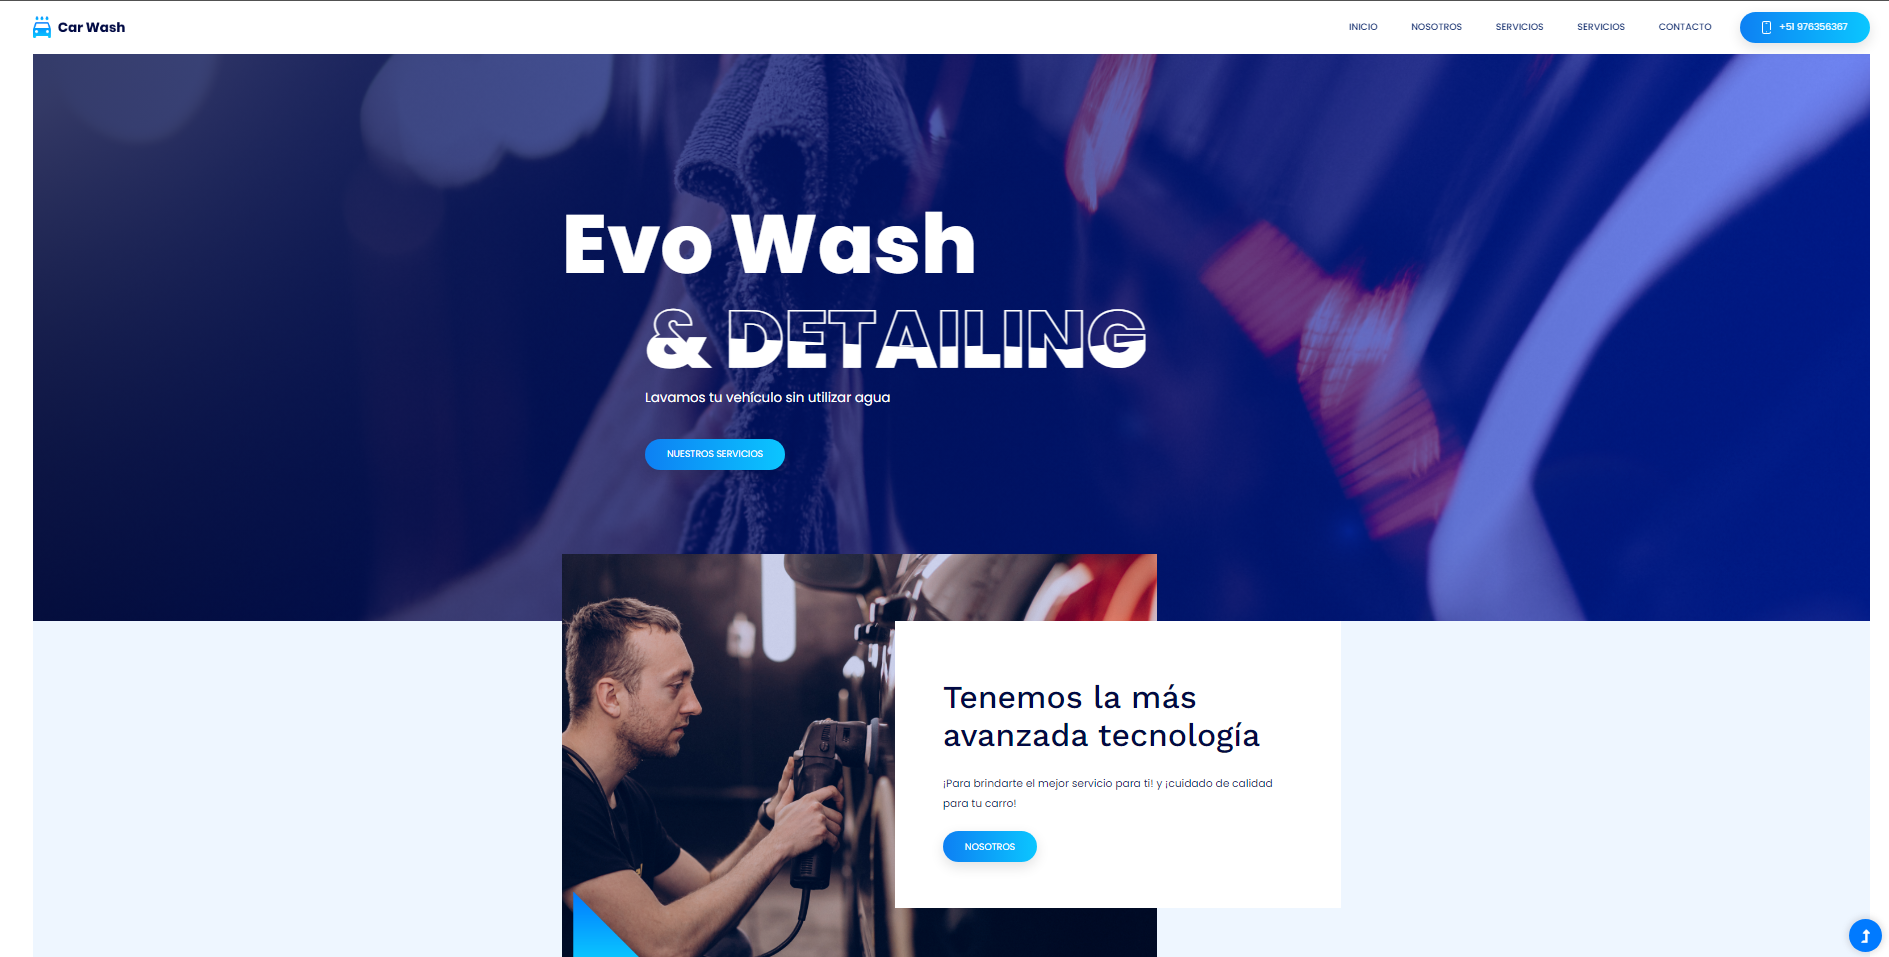 Car Wash
INICIO
NOSOTROS
SERVICIOS
SERVICIOS
CONTACTO
+51 976356367
Evo Wash
& DETAILING
Lavamos tu vehículo sin utilizar agua
NUESTROS SERVICIOS
Tenemos la más
avanzada tecnología
¡Para brindarte el mejor servicio para ti! y ¡cuidado de calidad
para tu carro!
NOSOTROS